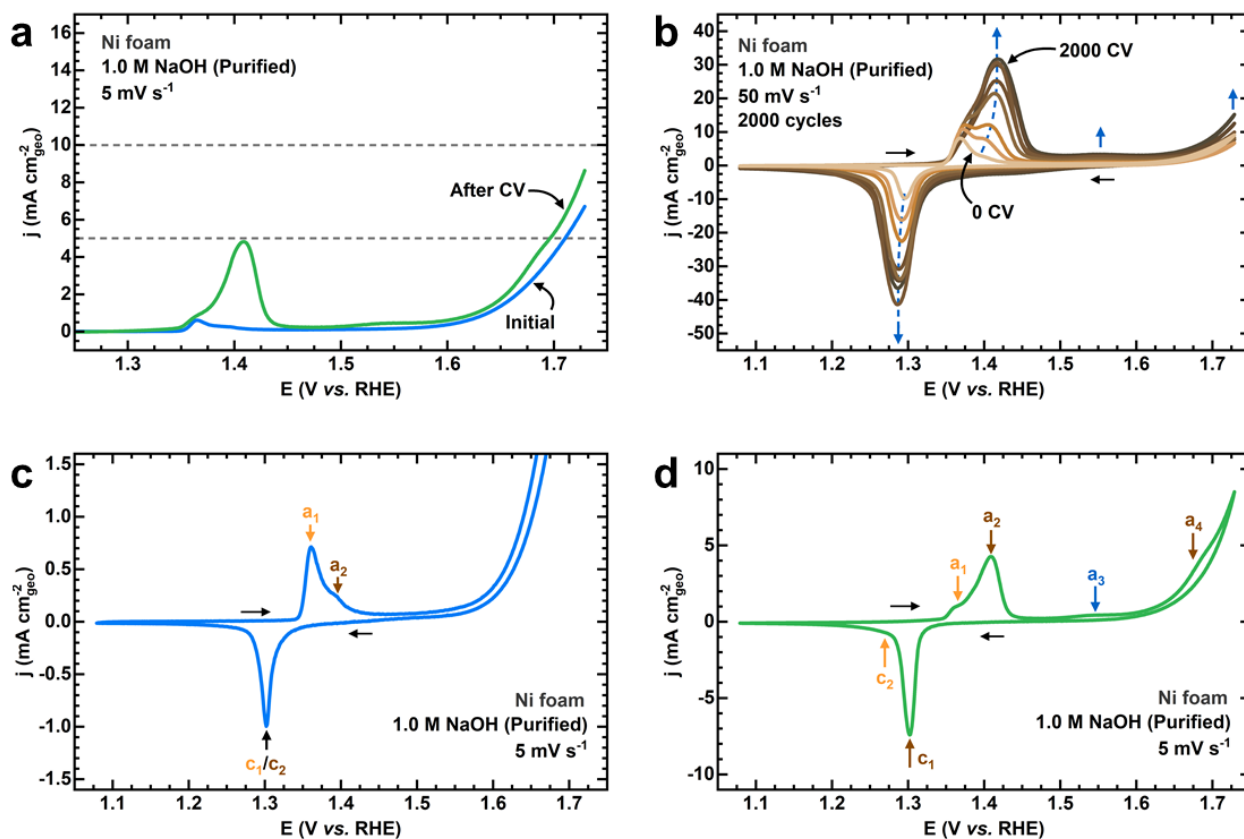 a
Ni foam
1.0 M NaOH (Purified)
5 mV s⁻¹
After CV
Initial
16
14
12
10
8
6
4
2
0
j (mA cm⁻²geo)
1.3
1.4
1.5
1.6
1.7
E (V vs. RHE)
b
Ni foam
1.0 M NaOH (Purified)
50 mV s⁻¹
2000 cycles
2000 CV
0 CV
40
30
20
10
0
-10
-20
-30
-40
-50
j (mA cm⁻²geo)
1.1
1.2
1.3
1.4
1.5
1.6
1.7
E (V vs. RHE)
c
a₁
a₂
c₁/c₂
Ni foam
1.0 M NaOH (Purified)
5 mV s⁻¹
1.5
1.0
0.5
0.0
-0.5
-1.0
-1.5
j (mA cm⁻²geo)
1.1
1.2
1.3
1.4
1.5
1.6
1.7
E (V vs. RHE)
d
a₁
a₂
a₃
a₄
c₂
c₁
Ni foam
1.0 M NaOH (Purified)
5 mV s⁻¹
10
5
0
-5
-10
j (mA cm⁻²geo)
1.1
1.2
1.3
1.4
1.5
1.6
1.7
E (V vs. RHE)